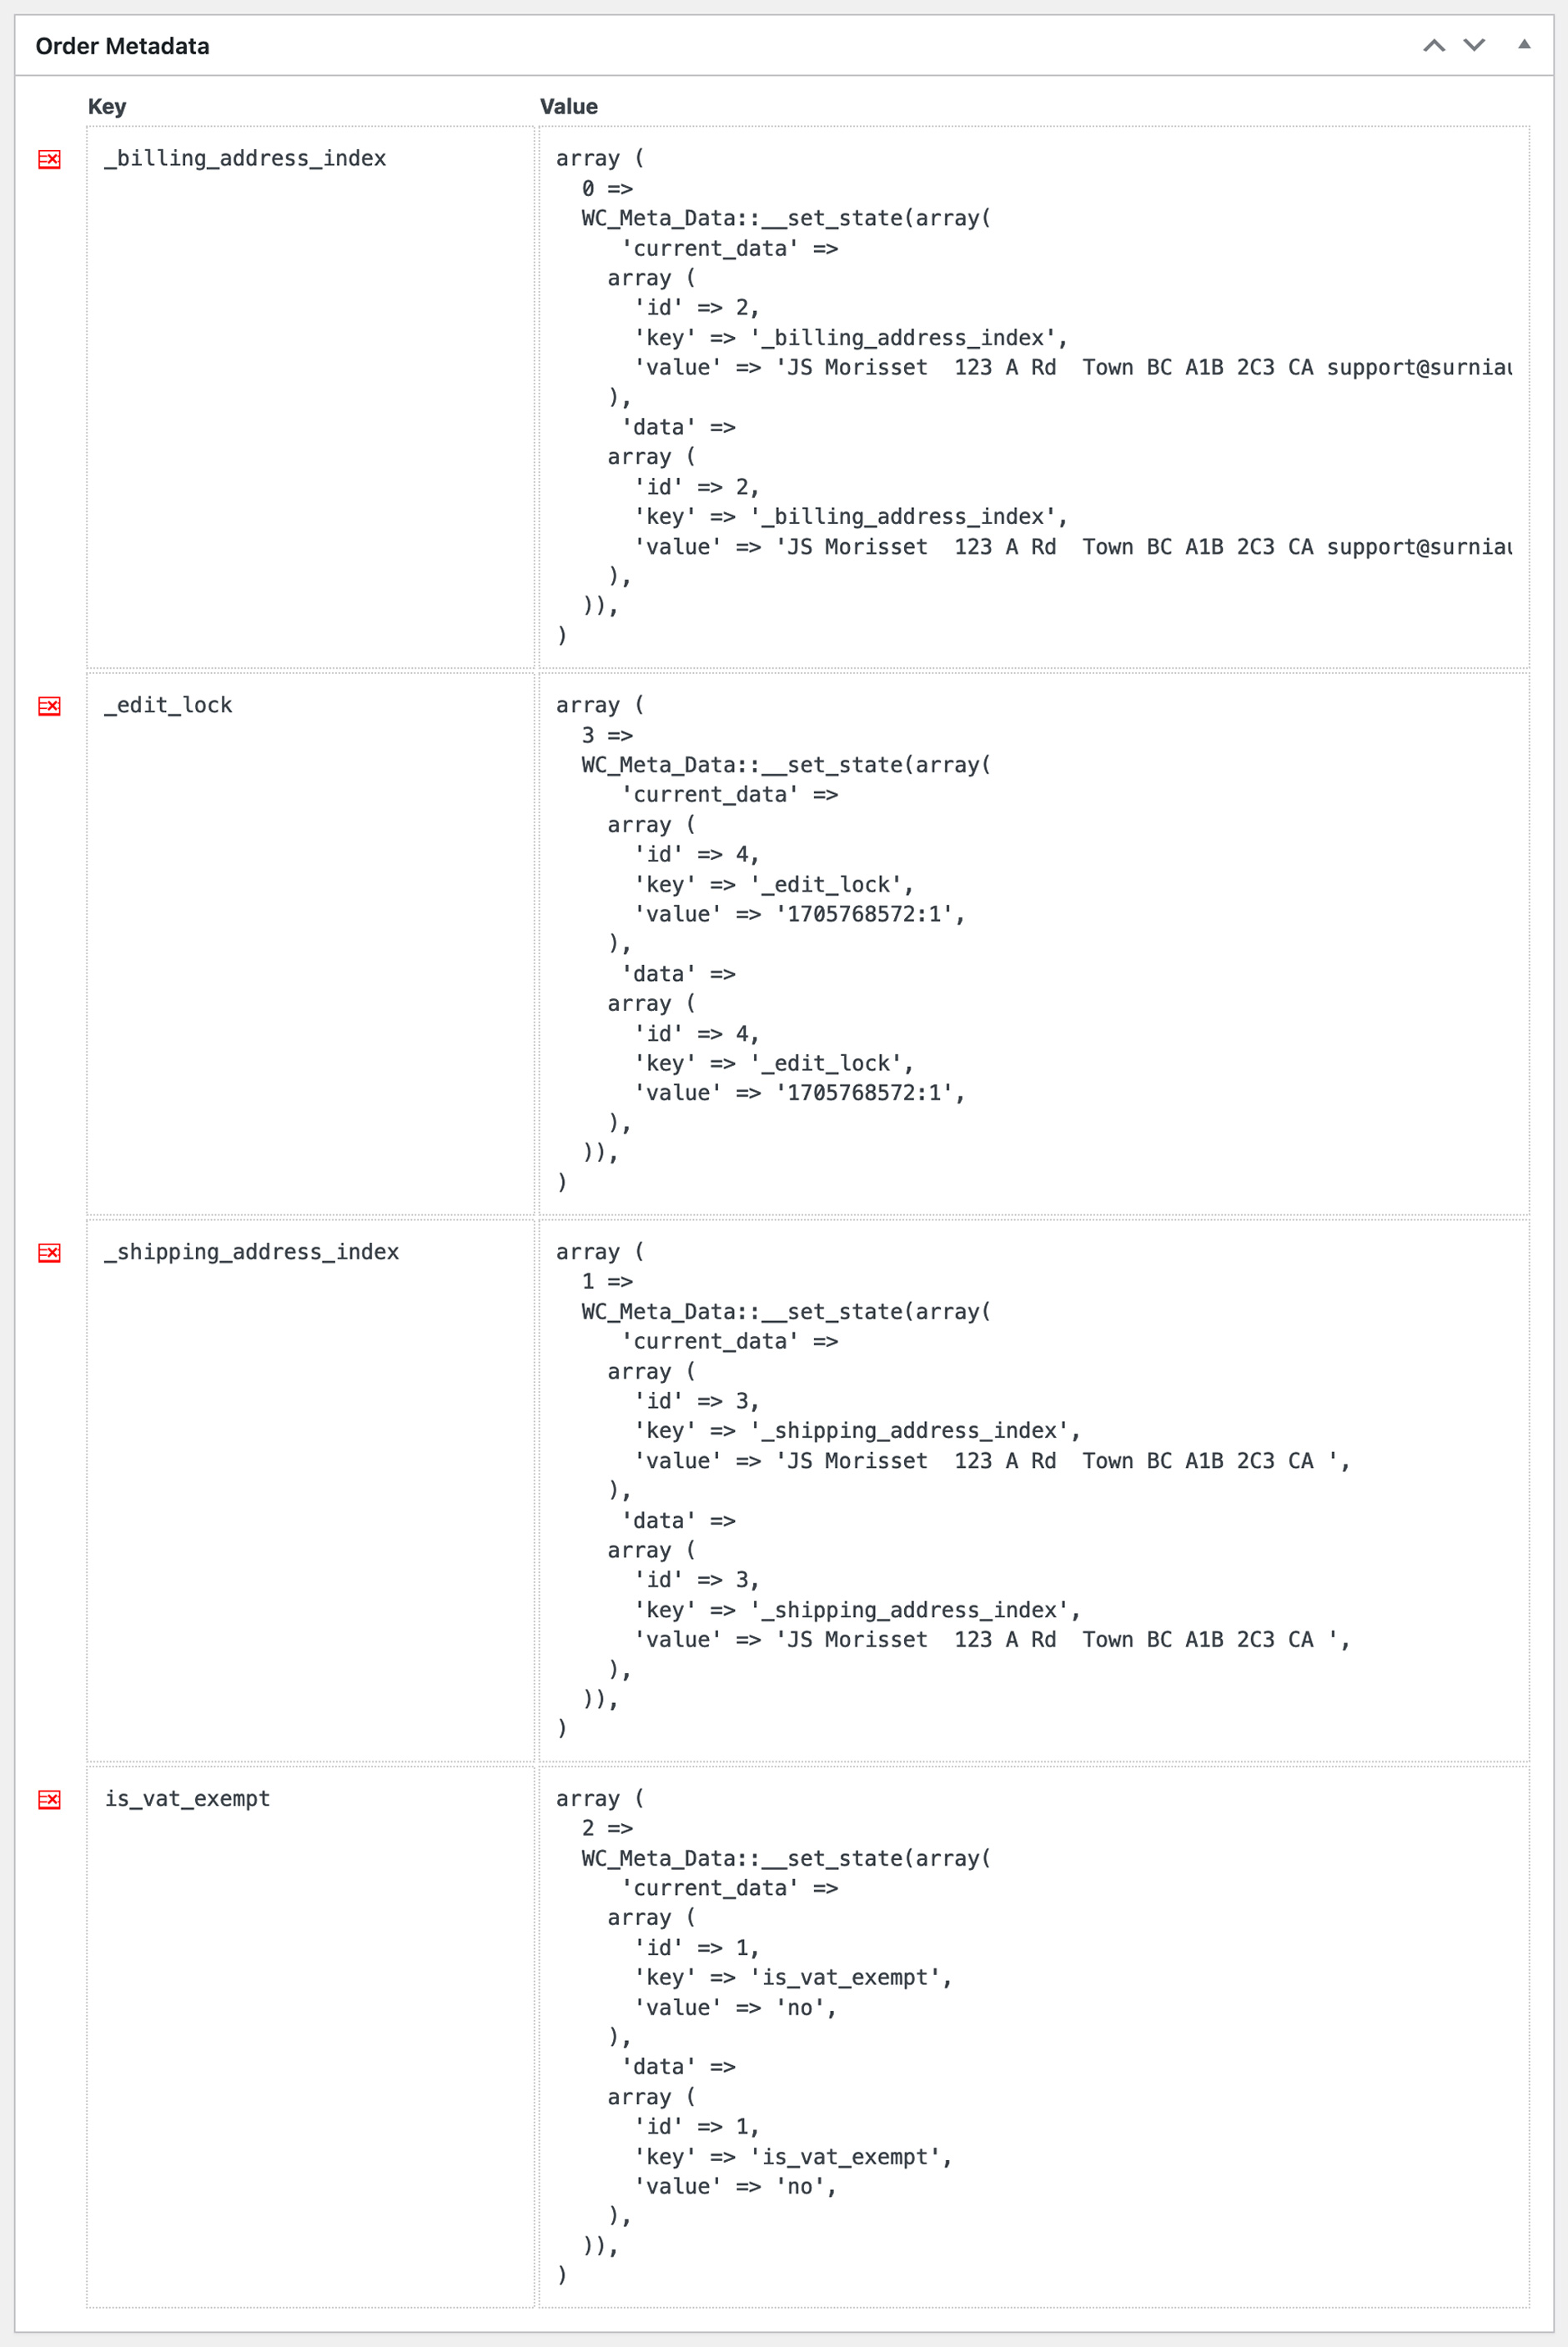 Order Metadata
Key Value
_billing_address_index
array (
  0 =>
  WC_Meta_Data::__set_state(array(
     'current_data' =>
    array (
      'id' => 2,
      'key' => '_billing_address_index',
      'value' => 'JS Morisset  123 A Rd  Town BC A1B 2C3 CA
    ),
     'data' =>
    array (
      'id' => 2,
      'key' => '_billing_address_index',
      'value' => 'JS Morisset  123 A Rd  Town BC A1B 2C3 CA
    ),
  )),
)
_edit_lock
array (
  3 =>
  WC_Meta_Data::__set_state(array(
     'current_data' =>
    array (
      'id' => 4,
      'key' => '_edit_lock',
      'value' => '1705768572:1',
    ),
     'data' =>
    array (
      'id' => 4,
      'key' => '_edit_lock',
      'value' => '1705768572:1',
    ),
  )),
)
_shipping_address_index
array (
  1 =>
  WC_Meta_Data::__set_state(array(
     'current_data' =>
    array (
      'id' => 3,
      'key' => '_shipping_address_index',
      'value' => 'JS Morisset  123 A Rd  Town BC A1B 2C3 CA ',
    ),
     'data' =>
    array (
      'id' => 3,
      'key' => '_shipping_address_index',
      'value' => 'JS Morisset  123 A Rd  Town BC A1B 2C3 CA ',
    ),
  )),
)
is_vat_exempt
array (
  2 =>
  WC_Meta_Data::__set_state(array(
     'current_data' =>
    array (
      'id' => 1,
      'key' => 'is_vat_exempt',
      'value' => 'no',
    ),
     'data' =>
    array (
      'id' => 1,
      'key' => 'is_vat_exempt',
      'value' => 'no',
    ),
  )),
)